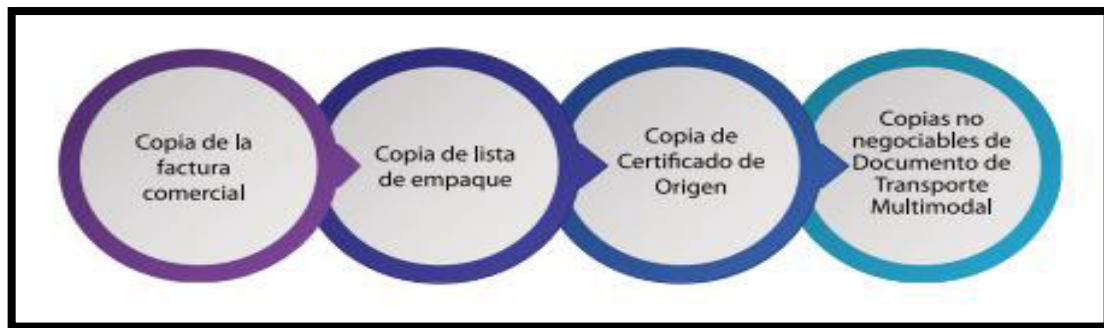 Copia de la
factura
comercial
Copia de lista
de empaque
Copia de
Certificado de
Origen
Copias no
negociables de
Documento de
Transporte
Multimodal